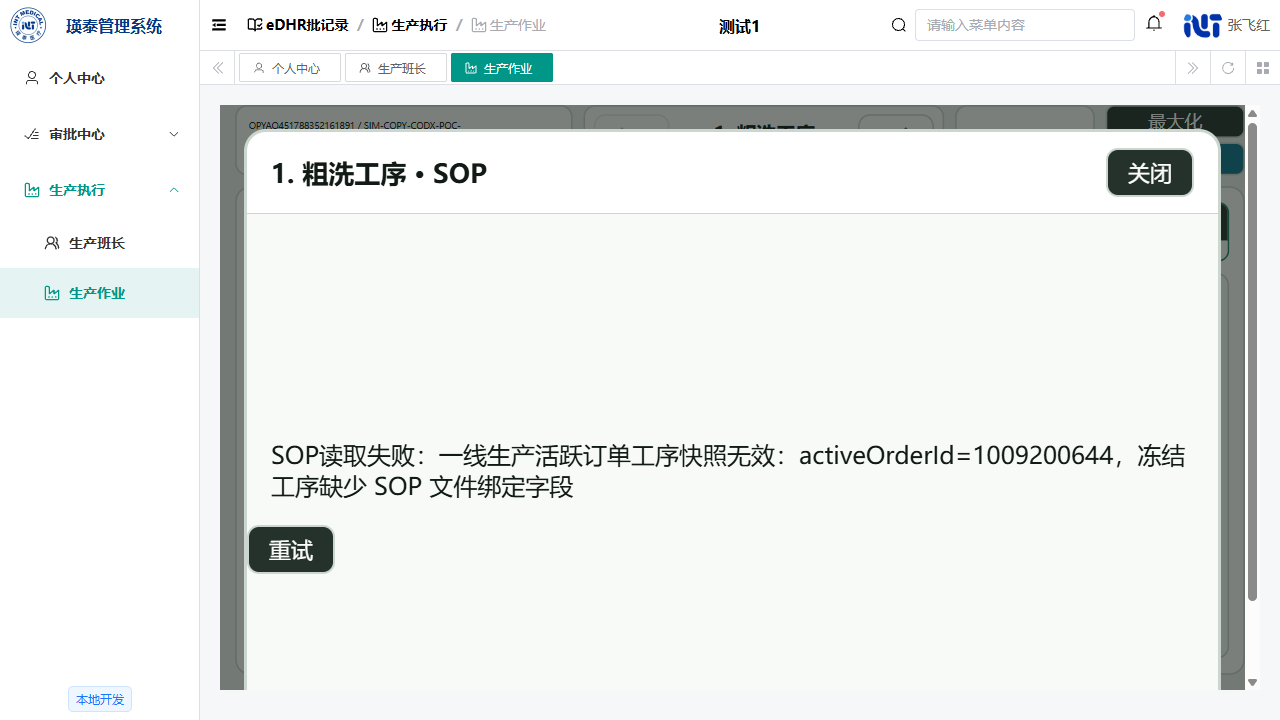 瑛泰管理系统
eDHR批记录 / 生产执行 / 生产作业
测试1
请输入菜单内容
张飞红
个人中心
审批中心
生产执行
生产班长
生产作业
本地开发
个人中心
生产班长
生产作业
OPYAO451788352161891 / SIM-COPY-CODX-POC-
最大化
1. 粗洗工序 • SOP
关闭
SOP读取失败：一线生产活跃订单工序快照无效：activeOrderId=1009200644，冻结
工序缺少 SOP 文件绑定字段
重试